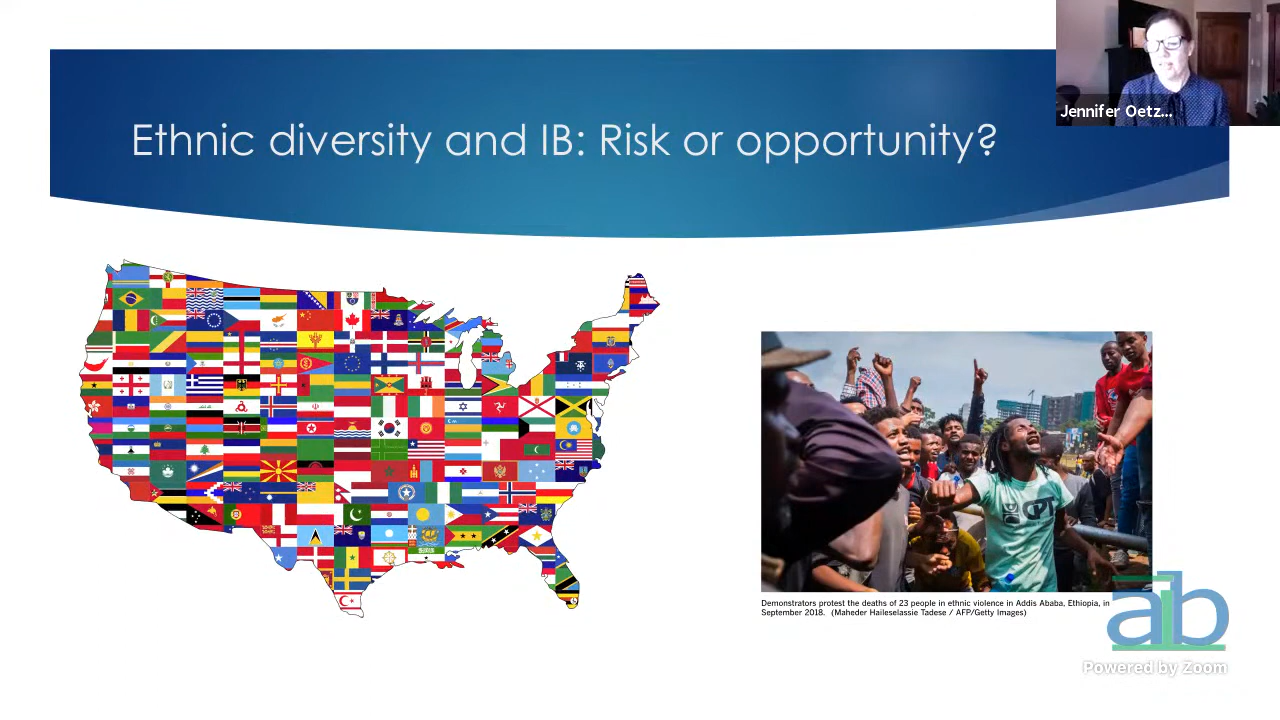 Ethnic diversity and IB: Risk or opportunity?
Jennifer Oetz...
Demonstrators protest the deaths of 23 people in ethnic violence in Addis Ababa, Ethiopia, in
September 2018. (Maheder Haileselassie Tadese / AFP/Getty Images)
aib
Powered by Zoom